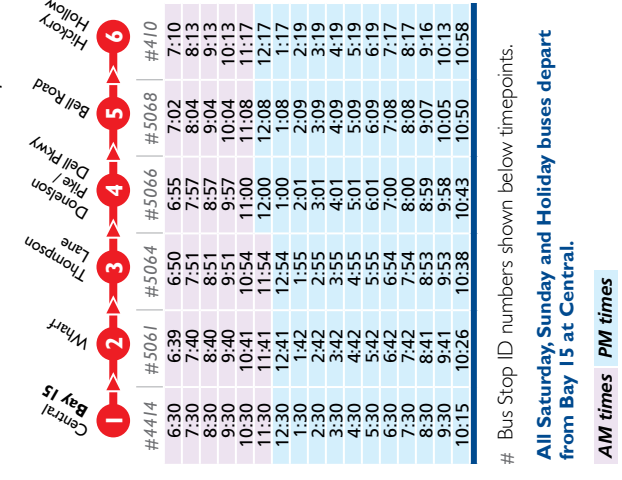 Central
Bay 15
Wharf
Thompson
Lane
Donelson
Pike /
Dell Pkwy
Bell Road
Hickory
Hollow
1 2 3 4 5 6
#4414 #5061 #5064 #5066 #5068 #410
6:30 6:39 6:50 6:55 7:02 7:10
7:30 7:40 7:51 7:57 8:04 8:13
8:30 8:40 8:51 8:57 9:04 9:13
9:30 9:40 9:51 9:57 10:04 10:13
10:30 10:41 10:54 11:00 11:08 11:17
11:30 11:41 11:54 12:00 12:08 12:17
12:30 12:41 12:54 1:00 1:08 1:17
1:30 1:42 1:55 2:01 2:09 2:19
2:30 2:42 2:55 3:01 3:09 3:19
3:30 3:42 3:55 4:01 4:09 4:19
4:30 4:42 4:55 5:01 5:09 5:19
5:30 5:42 5:55 6:01 6:09 6:19
6:30 6:42 6:54 7:00 7:08 7:17
7:30 7:42 7:54 8:00 8:08 8:17
8:30 8:41 8:53 8:59 9:07 9:16
9:30 9:41 9:53 9:58 10:05 10:13
10:15 10:26 10:38 10:43 10:50 10:58
# Bus Stop ID numbers shown below timepoints.
All Saturday, Sunday and Holiday buses depart
from Bay 15 at Central.
AM times PM times